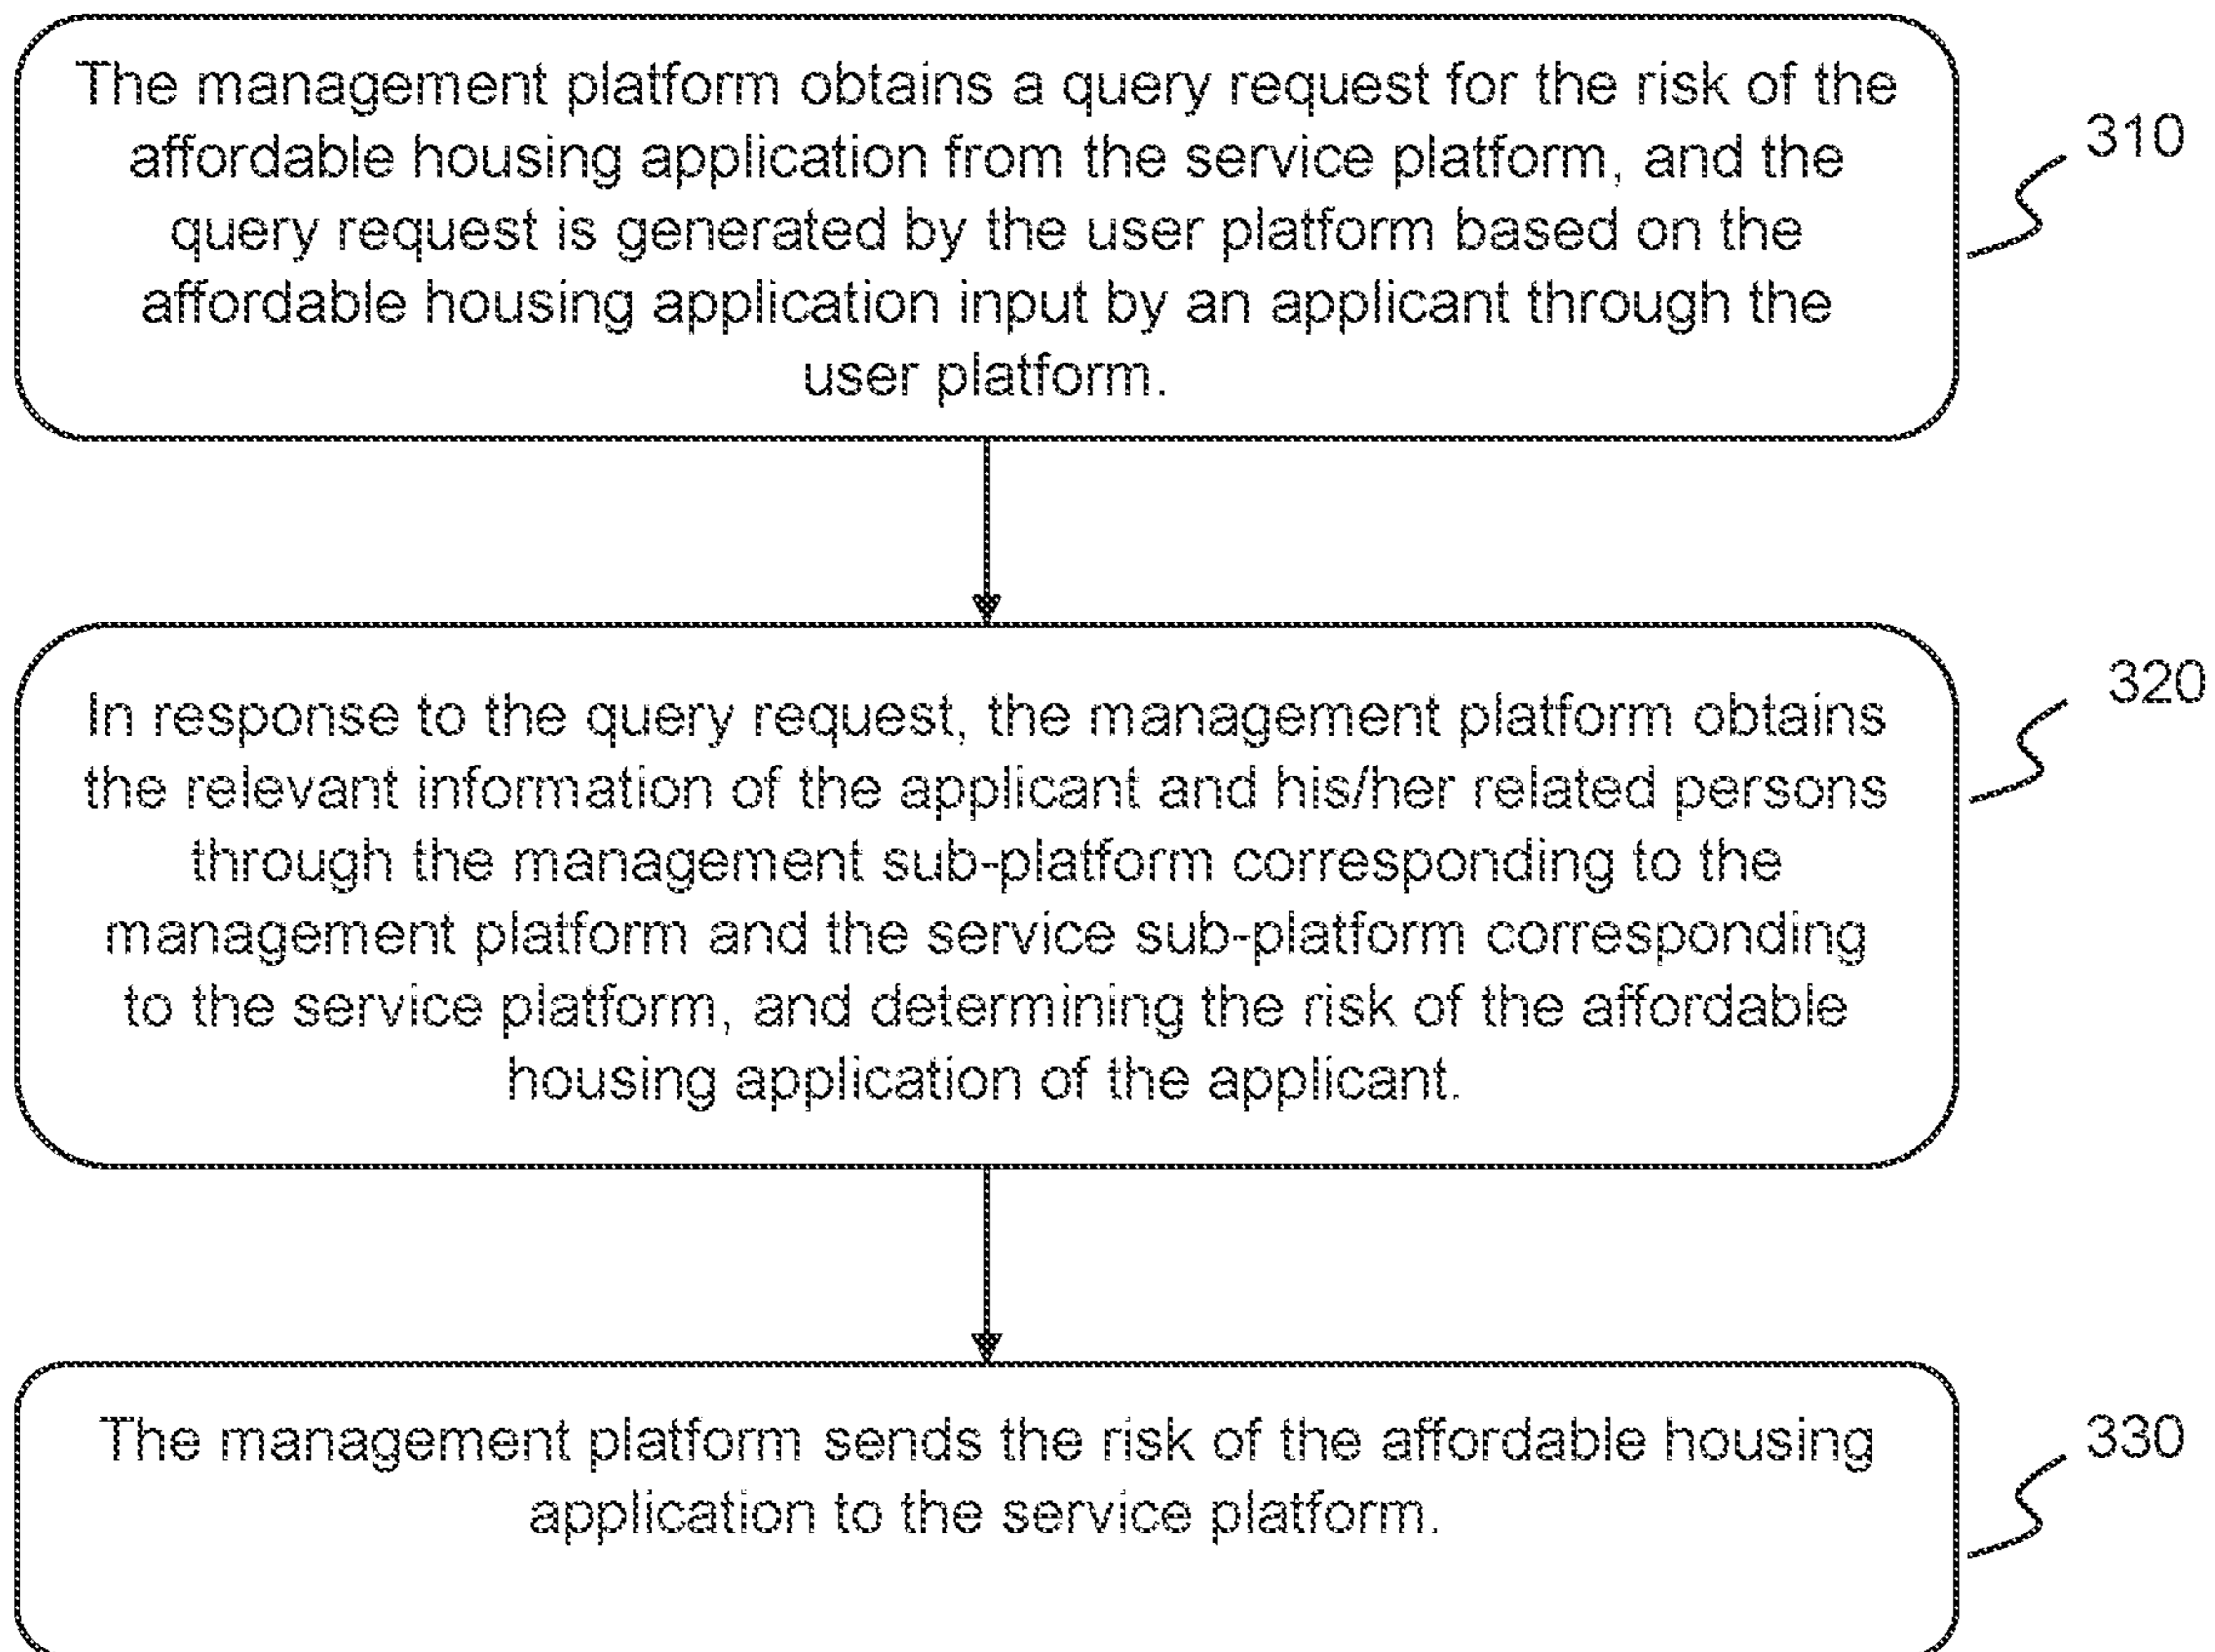 The management platform obtains a query request for the risk of the
affordable housing application from the service platform, and the
query request is generated by the user platform based on the
affordable housing application input by an applicant through the
user platform.
310
In response to the query request, the management platform obtains
the relevant information of the applicant and his/her related persons
through the management sub-platform corresponding to the
management platform and the service sub-platform corresponding
to the service platform, and determining the risk of the affordable
housing application of the applicant.
320
The management platform sends the risk of the affordable housing
application to the service platform.
330